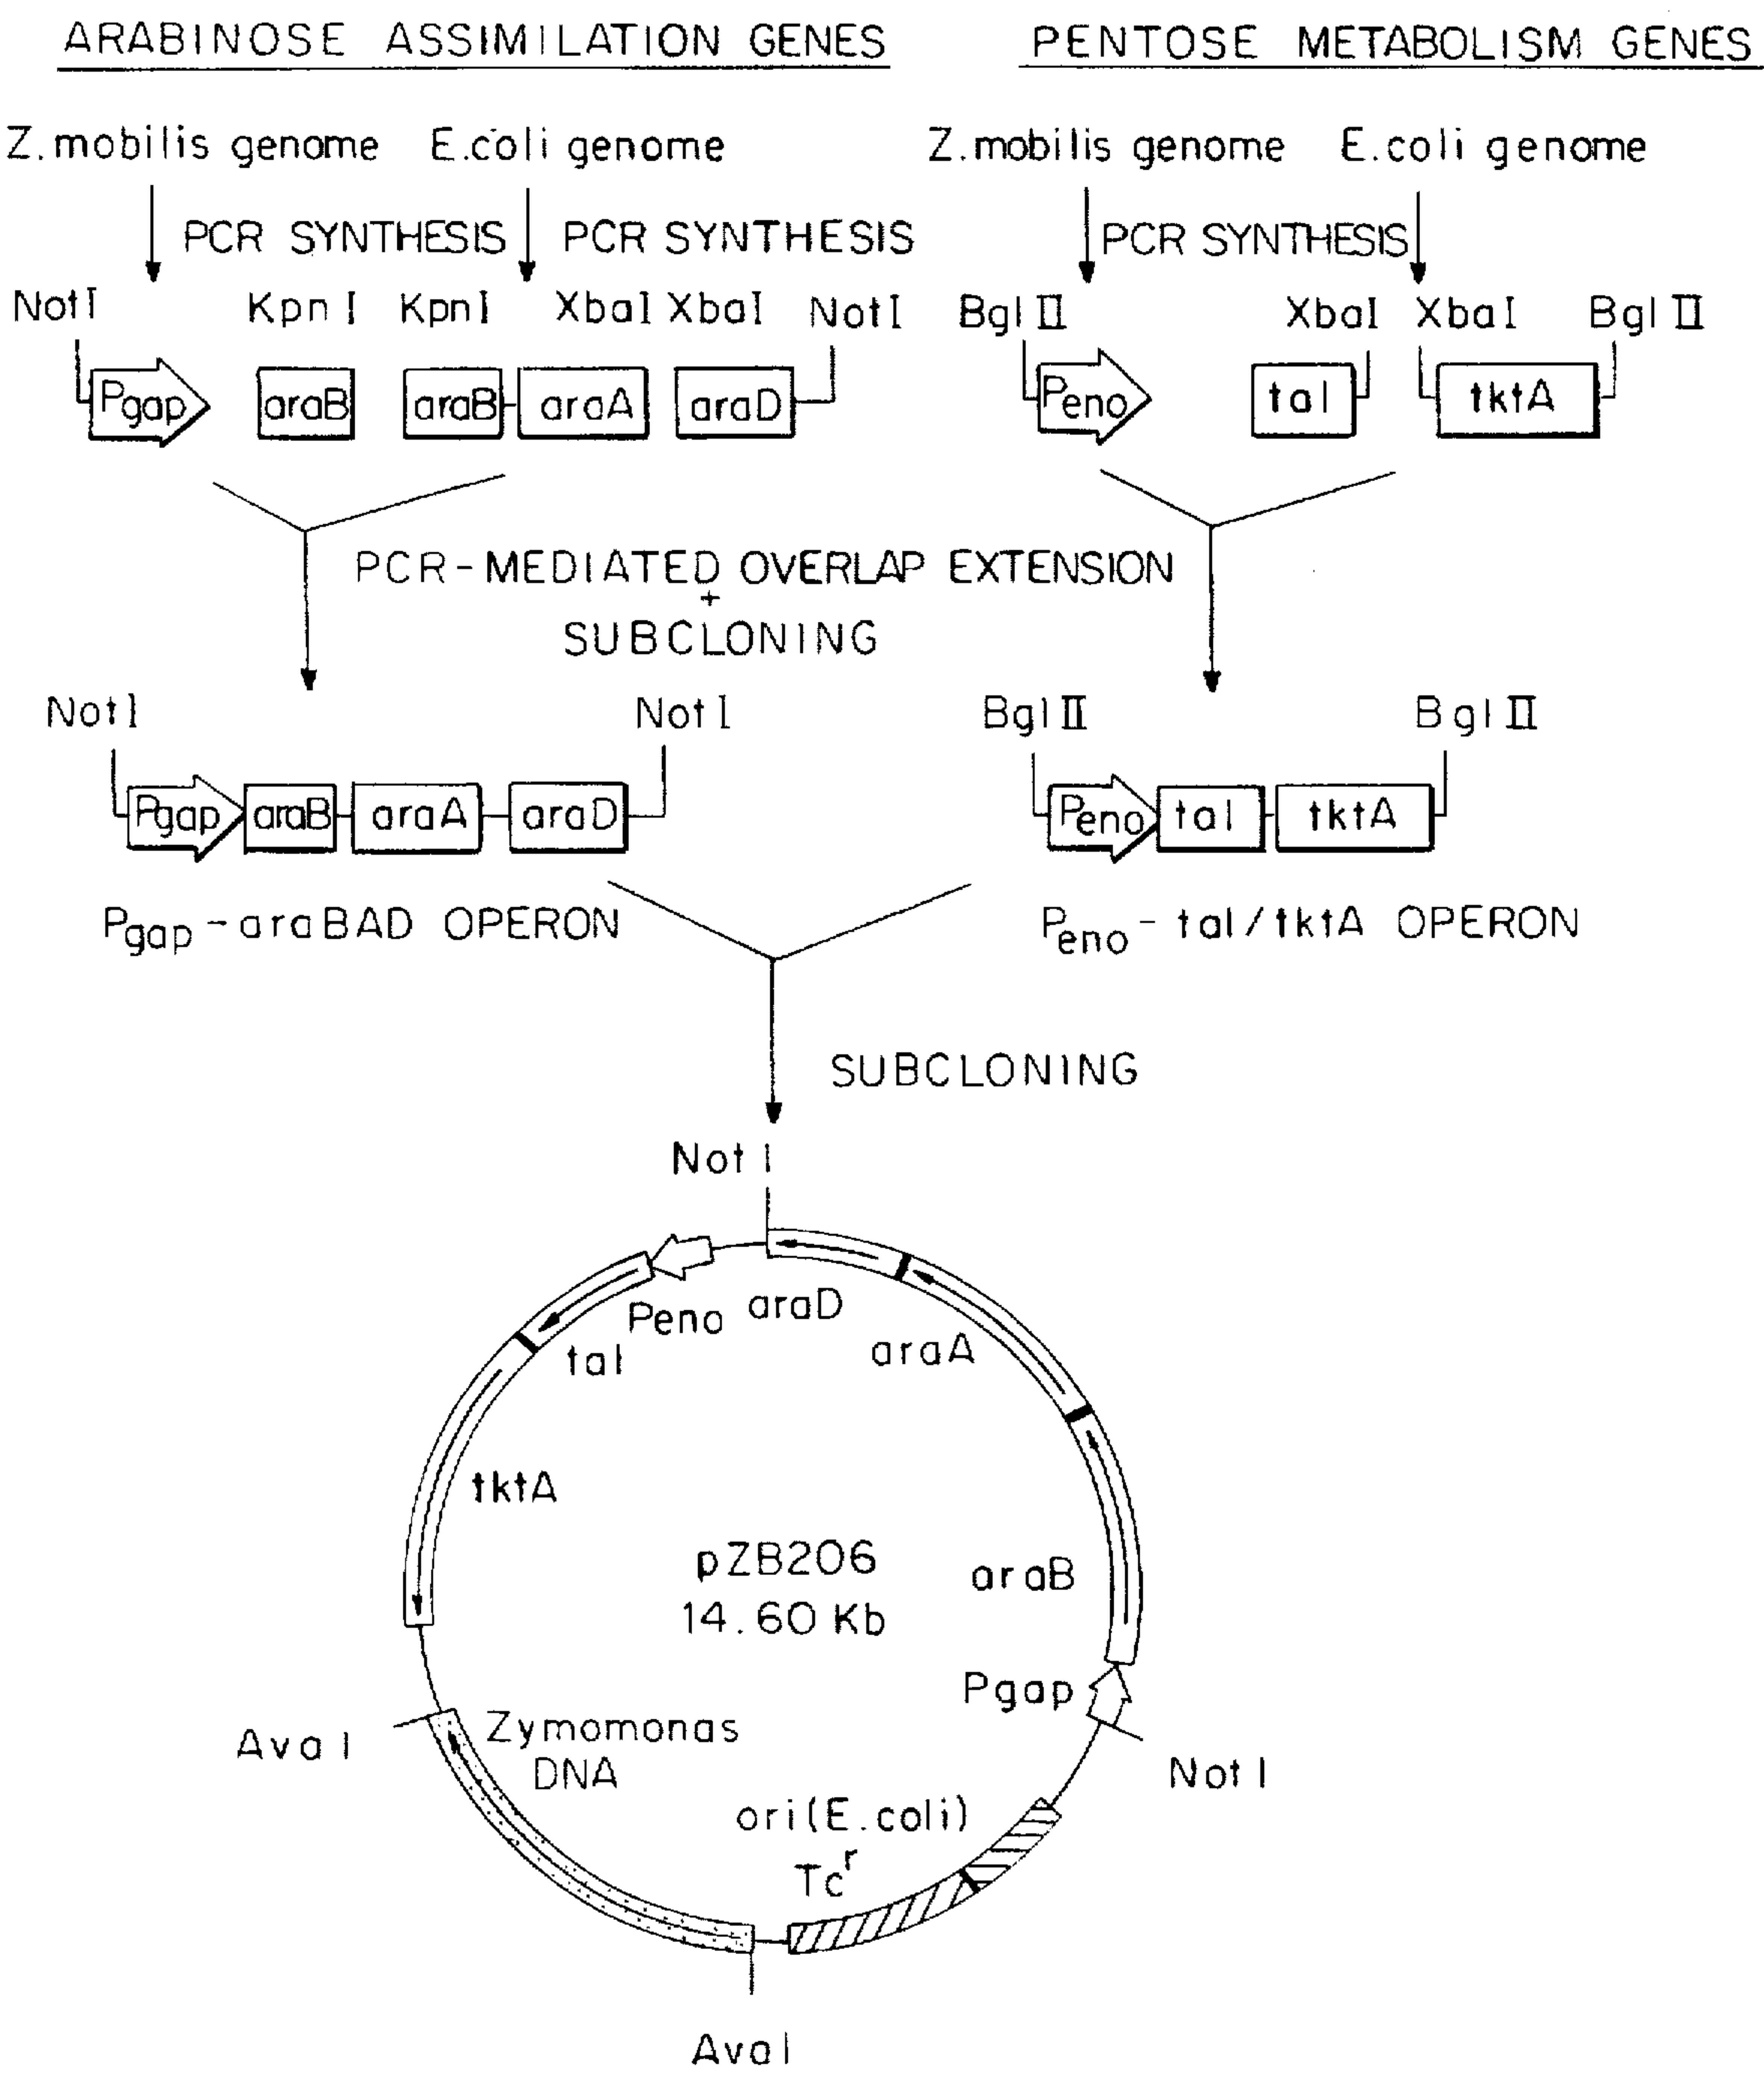 ARABINOSE ASSIMILATION GENES PENTOSE METABOLISM GENES
Z.mobilis genome E.coli genome Z.mobilis genome E.coli genome
PCR SYNTHESIS PCR SYNTHESIS PCR SYNTHESIS
NotI KpnI KpnI XbaI XbaI NotI BglII XbaI XbaI BglII
Pgap araB araB araA araD Peno tal tktA
PCR-MEDIATED OVERLAP EXTENSION
+
SUBCLONING
NotI NotI BglII BglII
Pgap araB araA araD Peno tal tktA
Pgap-araBAD OPERON Peno-tal/tktA OPERON
SUBCLONING
Not I
Peno araD
tal araA
tktA
pZB206
14.60 Kb
araB
Pgap
Ava I Zymomonas
DNA
Not I
ori(E.coli)
Tcr
AvaI